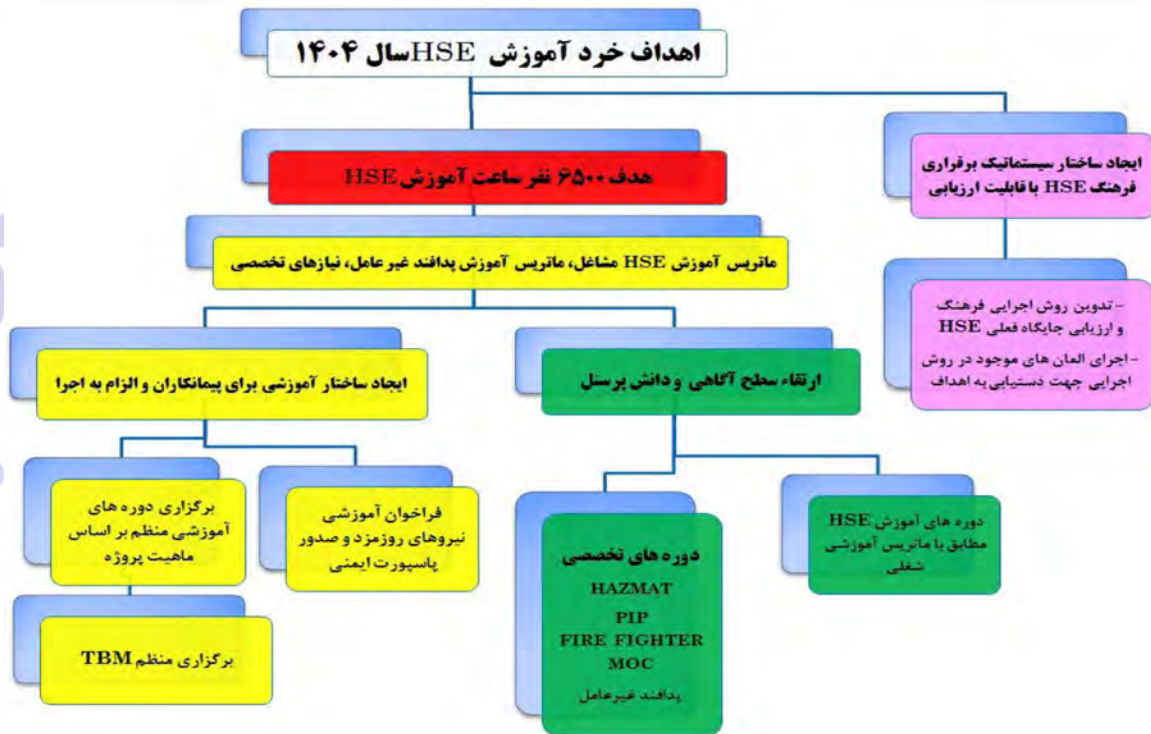 اهداف خرد آموزش HSE سال ۱۴۰۴
هدف ۶۵۰۰ نفر ساعت آموزش HSE
ایجاد ساختار سیستماتیک برقراری
فرهنگ HSE با قابلیت ارزیابی
ماتریس آموزش HSE مشاغل، ماتریس آموزش پدافند غیر عامل، نیازهای تخصصی
- تدوین روش اجرایی فرهنگ
و ارزیابی جایگاه فعلی HSE
- اجرای المان های موجود در روش
اجرایی جهت دستیابی به اهداف
ارتقاء سطح آگاهی و دانش پرسنل
ایجاد ساختار آموزشی برای پیمانکاران و الزام به اجرا
دوره های آموزش HSE
مطابق با ماتریس آموزشی
شغلی
دوره های تخصصی
HAZMAT
PIP
FIRE FIGHTER
MOC
پدافند غیرعامل
فراخوان آموزشی
نیروهای روزمزد و صدور
پاسپورت ایمنی
برگزاری دوره های
آموزشی منظم بر اساس
ماهیت پروژه
برگزاری منظم TBM